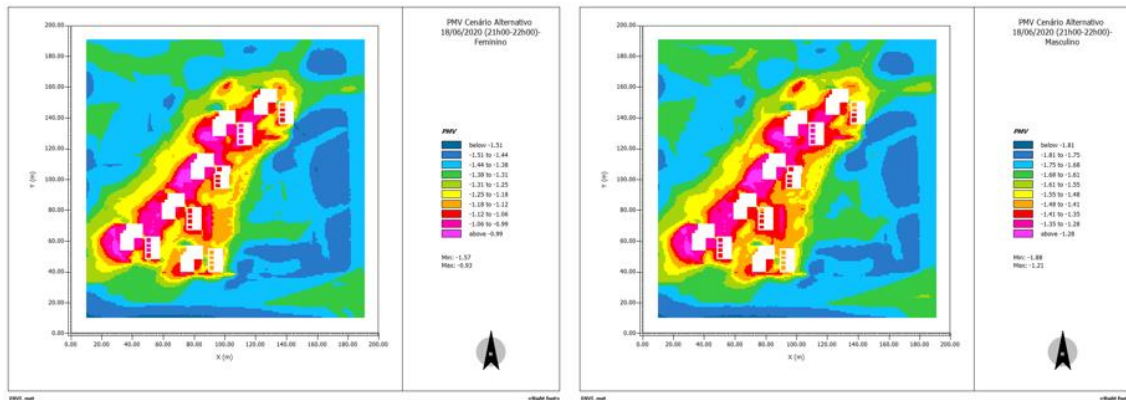 PMV Cenário Alternativo
18/06/2020 (21h00-22h00)-
Feminino
200.00
180.00
160.00
140.00
120.00
100.00
80.00
60.00
40.00
20.00
0.00
Y (m)
0.00 20.00 40.00 60.00 80.00 100.00 120.00 140.00 160.00 180.00 200.00
X (m)
PMV
below -1.51
-1.51 to -1.44
-1.44 to -1.38
-1.38 to -1.31
-1.31 to -1.25
-1.25 to -1.18
-1.18 to -1.12
-1.12 to -1.06
-1.06 to -0.99
above -0.99
Min: -1.57
Max: -0.93
N
<Right foot>
PMV Cenário Alternativo
18/06/2020 (21h00-22h00)-
Masculino
200.00
180.00
160.00
140.00
120.00
100.00
80.00
60.00
40.00
20.00
0.00
Y (m)
0.00 20.00 40.00 60.00 80.00 100.00 120.00 140.00 160.00 180.00 200.00
X (m)
PMV
below -1.81
-1.81 to -1.75
-1.75 to -1.68
-1.68 to -1.61
-1.61 to -1.55
-1.55 to -1.48
-1.48 to -1.41
-1.41 to -1.35
-1.35 to -1.28
above -1.28
Min: -1.88
Max: -1.21
N
<Right foot>